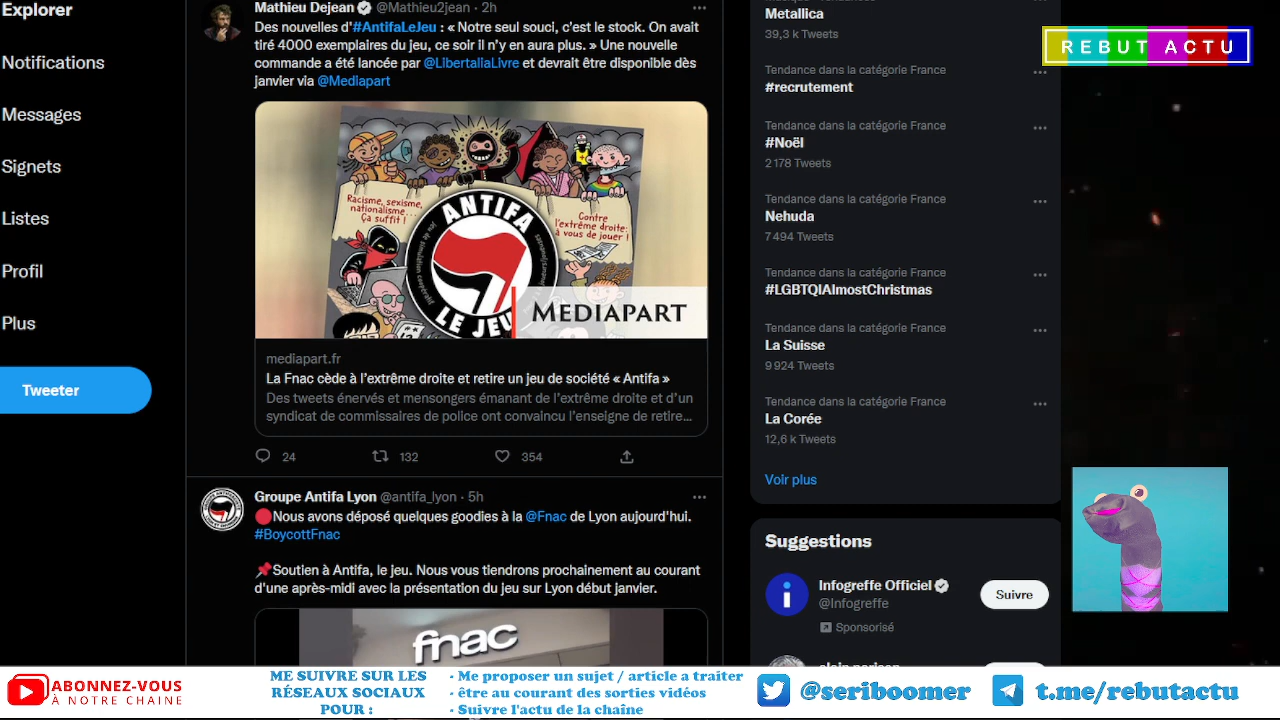 Explorer
Notifications
Messages
Signets
Listes
Profil
Plus
Tweeter
Mathieu Dejean @Mathieu2jean · 2h
Des nouvelles d'#AntifaLeJeu : « Notre seul souci, c'est le stock. On avait
tiré 4000 exemplaires du jeu, ce soir il n'y en aura plus. » Une nouvelle
commande a été lancée par @LibertaliaLivre et devrait être disponible dès
janvier via @Mediapart
Racisme, sexisme,
nationalisme...
Ça suffit !
Contre
l'extrême droite:
à vous de jouer !
ANTIFA
LE JEU
MEDIAPART
mediapart.fr
La Fnac cède à l'extrême droite et retire un jeu de société « Antifa »
Des tweets énervés et mensongers émanant de l'extrême droite et d'un
syndicat de commissaires de police ont convaincu l'enseigne de retire...
24 132 354
Groupe Antifa Lyon @antifa_lyon · 5h
Nous avons déposé quelques goodies à la @Fnac de Lyon aujourd'hui.
#BoycottFnac
Soutien à Antifa, le jeu. Nous vous tiendrons prochainement au courant
d'une après-midi avec la présentation du jeu sur Lyon début janvier.
fnac
Metallica
39,3 k Tweets
Tendance dans la catégorie France
#recrutement
Tendance dans la catégorie France
#Noël
2 178 Tweets
Tendance dans la catégorie France
Nehuda
7 494 Tweets
Tendance dans la catégorie France
#LGBTQIAlmostChristmas
Tendance dans la catégorie France
La Suisse
9 924 Tweets
Tendance dans la catégorie France
La Corée
12,6 k Tweets
Voir plus
Suggestions
Infogreffe Officiel
@Infogreffe
Suivre
Sponsorisé
REBUT ACTU
ABONNEZ-VOUS
À NOTRE CHAINE
ME SUIVRE SUR LES
RÉSEAUX SOCIAUX
POUR :
- Me proposer un sujet / article a traiter
- être au courant des sorties vidéos
- Suivre l'actu de la chaîne
@seriboomer
t.me/rebutactu